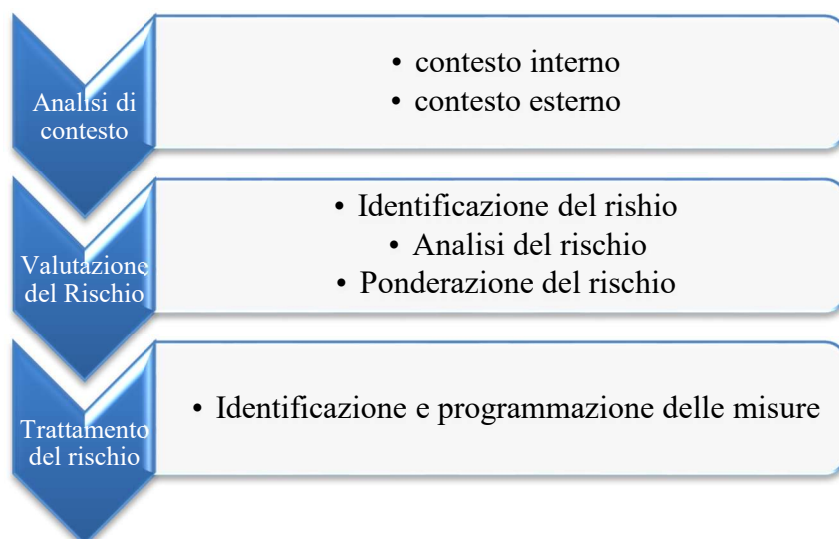 Analisi di
contesto
• contesto interno
• contesto esterno
Valutazione
del Rischio
• Identificazione del rishio
• Analisi del rischio
• Ponderazione del rischio
Trattamento
del rischio
• Identificazione e programmazione delle misure